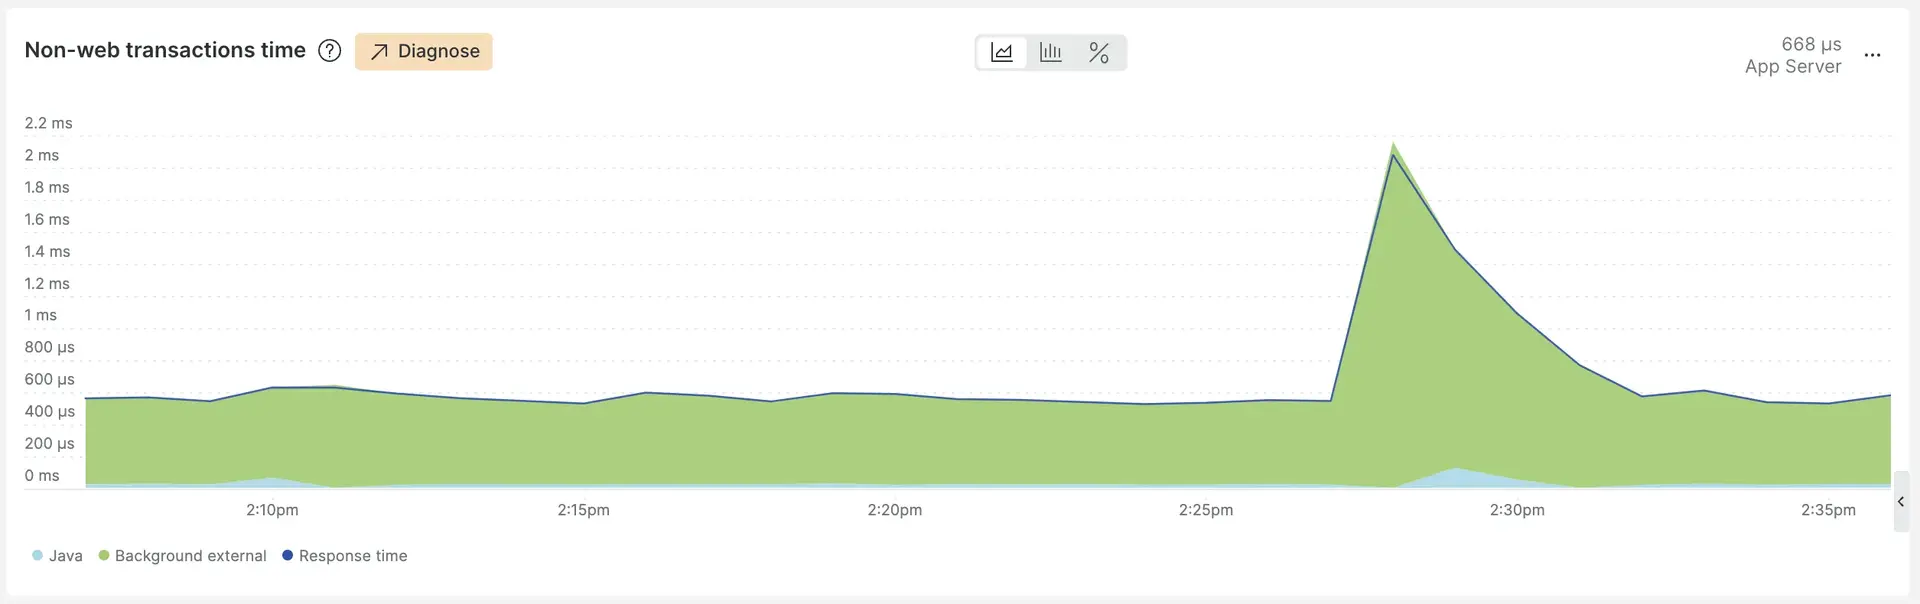 Non-web transactions time ? Diagnose
%
668 µs
App Server
...
2.2 ms
2 ms
1.8 ms
1.6 ms
1.4 ms
1.2 ms
1 ms
800 µs
600 µs
400 µs
200 µs
0 ms
2:10pm 2:15pm 2:20pm 2:25pm 2:30pm 2:35pm
Java Background external Response time